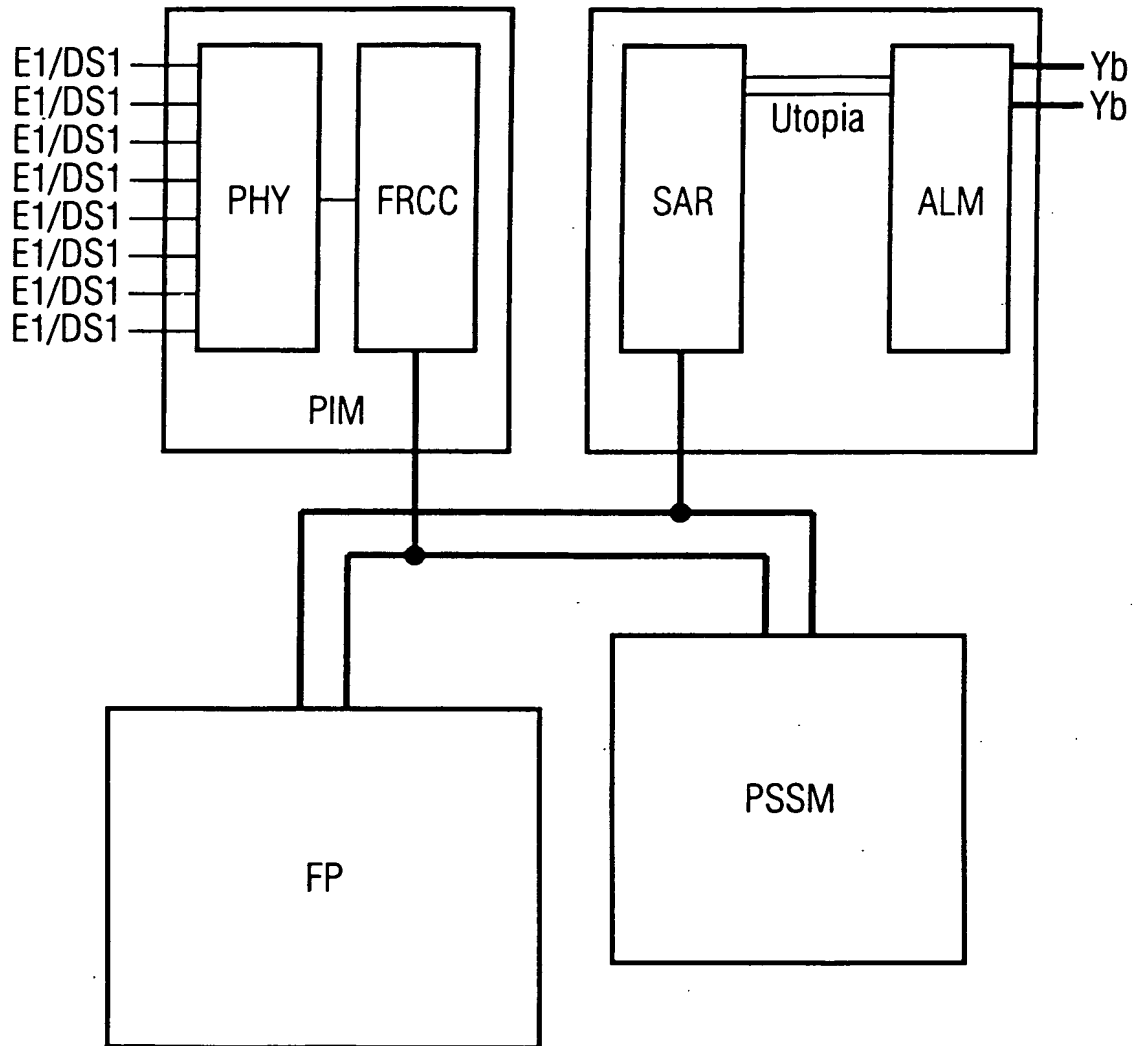 E1/DS1
E1/DS1
E1/DS1
E1/DS1
E1/DS1
E1/DS1
E1/DS1
E1/DS1
PHY
FRCC
PIM
SAR
Utopia
ALM
Yb
Yb
FP
PSSM